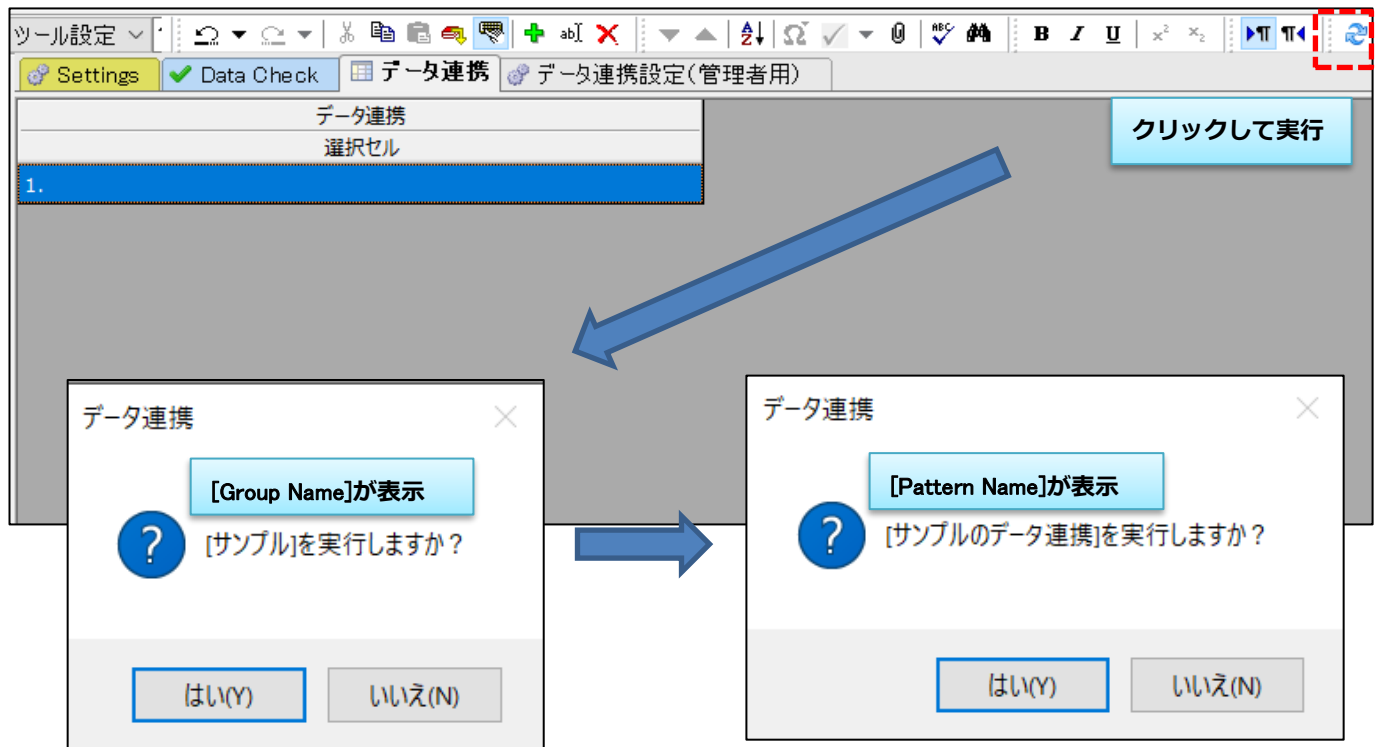 ツール設定
B I U x² ×₂
Settings Data Check データ連携 データ連携設定(管理者用)
データ連携
選択セル
クリックして実行
1.
データ連携
[Group Name]が表示
[サンプル]を実行しますか？
はい(Y) いいえ(N)
データ連携
[Pattern Name]が表示
[サンプルのデータ連携]を実行しますか？
はい(Y) いいえ(N)